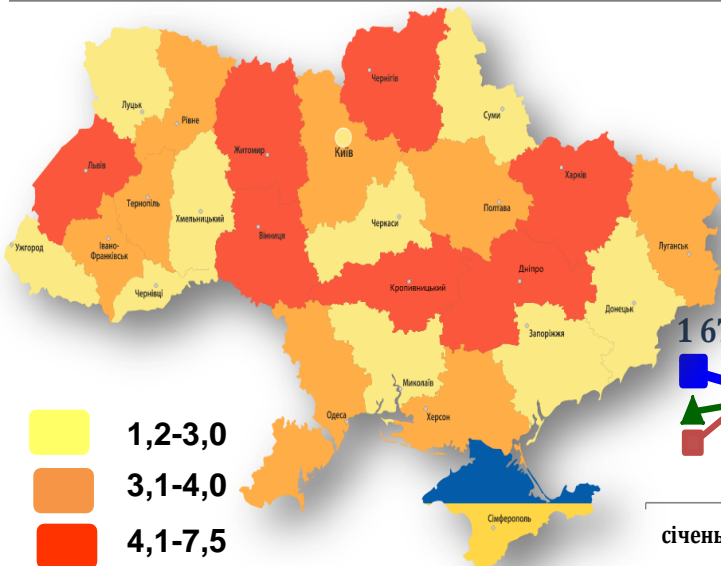 Чернігів
Луцьк
Рівне
Суми
Житомир
Київ
Львів
Харків
Тернопіль
Хмельницький
Черкаси
Полтава
Вінниця
Ужгород
Івано-
Франківськ
Луганськ
Чернівці
Кропивницький
Дніпро
Донецьк
Запоріжжя
Миколаїв
Одеса
Херсон
Сімферополь
1,2-3,0
3,1-4,0
4,1-7,5
січень